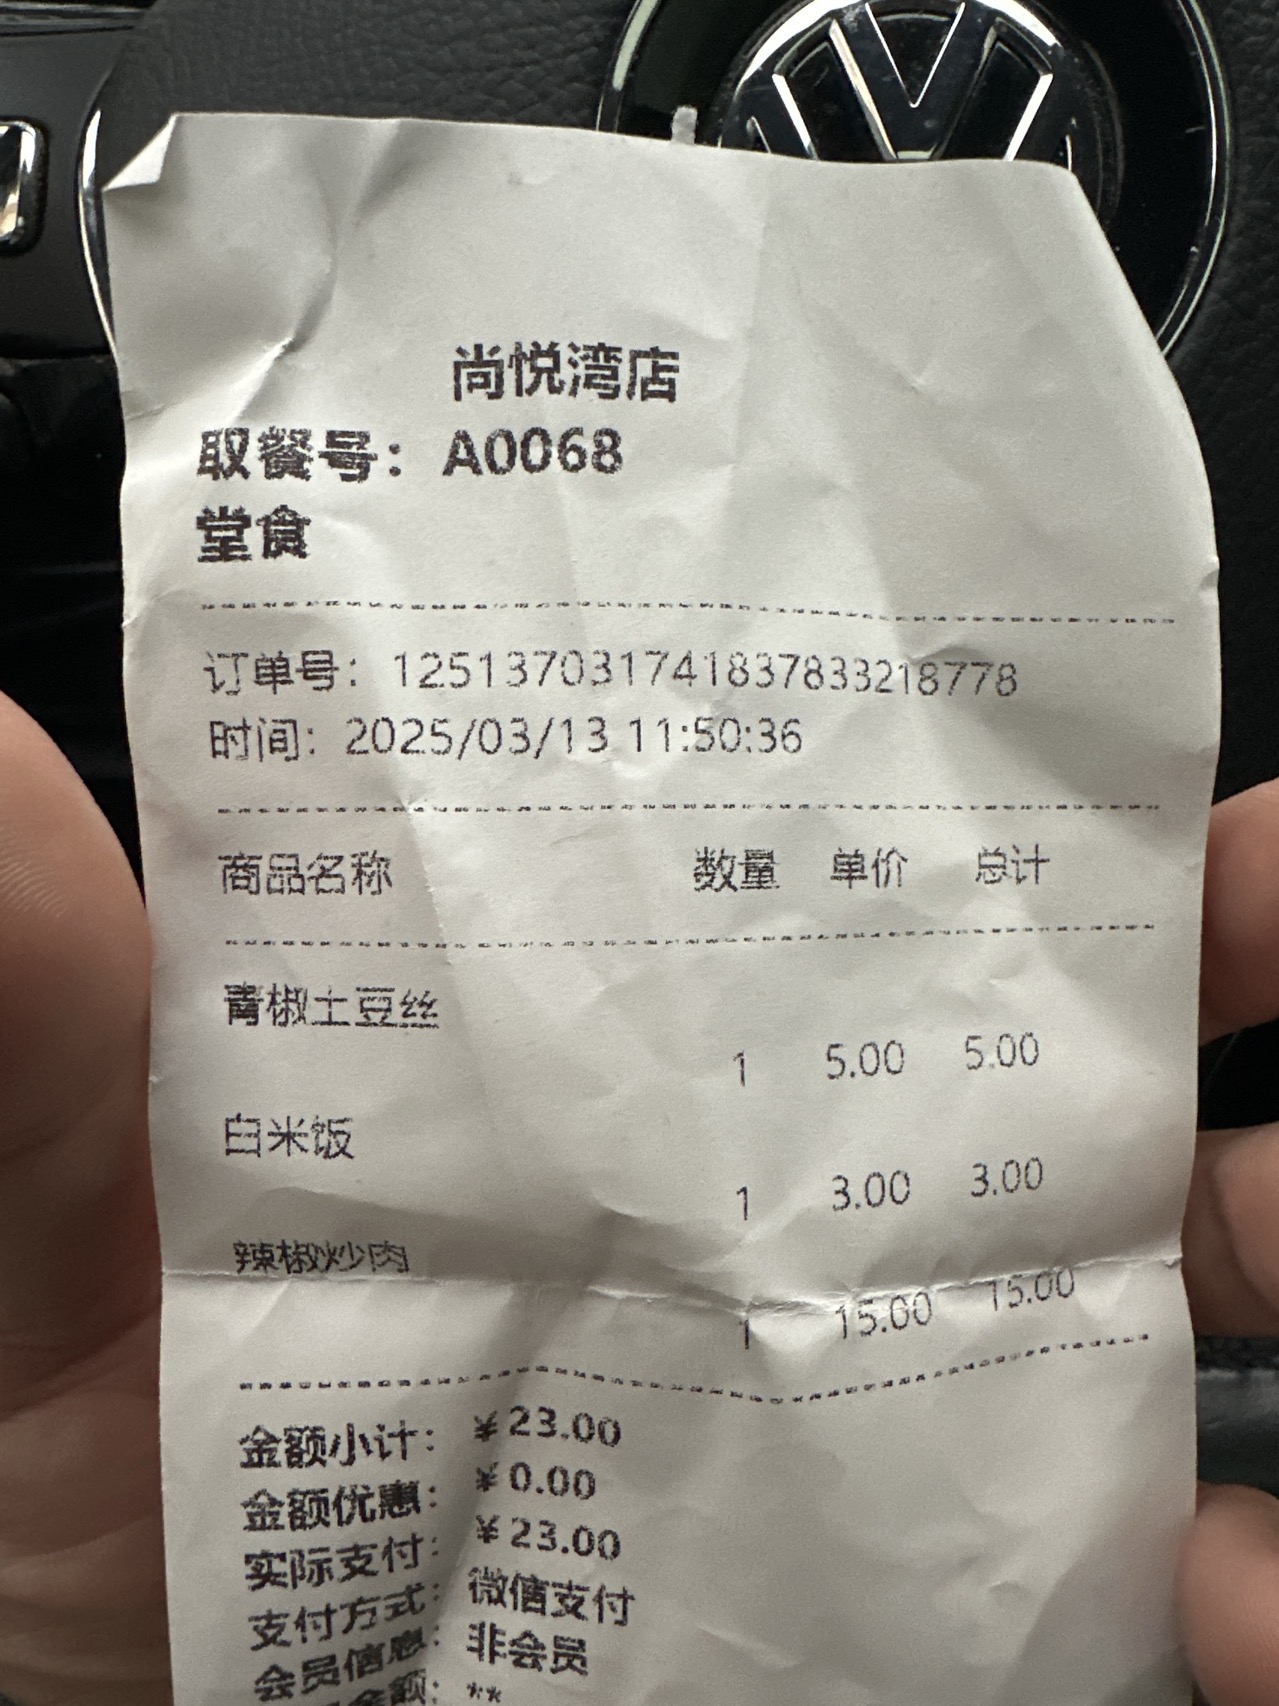 尚悦湾店
取餐号：A0068
堂食
订单号：12513703174183783​3218778
时间：2025/03/13 11:50:36
商品名称 数量 单价 总计
青椒土豆丝
1 5.00 5.00
白米饭
1 3.00 3.00
辣椒炒肉
1 15.00 15.00
金额小计：￥23.00
金额优惠：￥0.00
实际支付：￥23.00
支付方式：微信支付
会员信息：非会员
金额：**